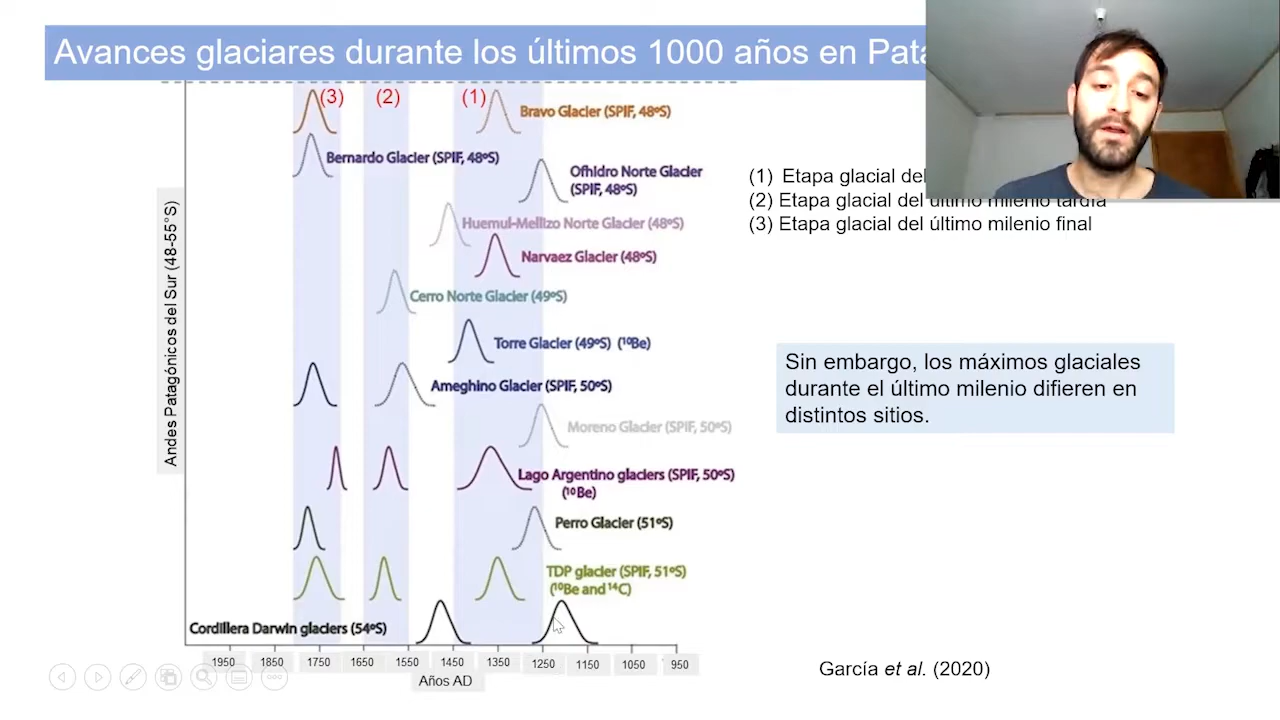 Avances glaciares durante los últimos 1000 años en Pata
(3) (2) (1)
Bravo Glacier (SPIF, 48ºS)
Bernardo Glacier (SPIF, 48ºS)
Ofhidro Norte Glacier
(SPIF, 48ºS)
Huemul-Mellizo Norte Glacier (48ºS)
Narvaez Glacier (48ºS)
Cerro Norte Glacier (49ºS)
Torre Glacier (49ºS) (¹⁰Be)
Ameghino Glacier (SPIF, 50ºS)
Moreno Glacier (SPIF, 50ºS)
Lago Argentino glaciers (SPIF, 50ºS)
(¹⁰Be)
Perro Glacier (51ºS)
TDP glacier (SPIF, 51ºS)
(¹⁰Be and ¹⁴C)
Cordillera Darwin glaciers (54ºS)
Andes Patagónicos del Sur (48-55°S)
1950 1850 1750 1650 1550 1450 1350 1250 1150 1050 950
Años AD
(1) Etapa glacial del
(2) Etapa glacial del último milenio tardía
(3) Etapa glacial del último milenio final
Sin embargo, los máximos glaciales
durante el último milenio difieren en
distintos sitios.
García et al. (2020)